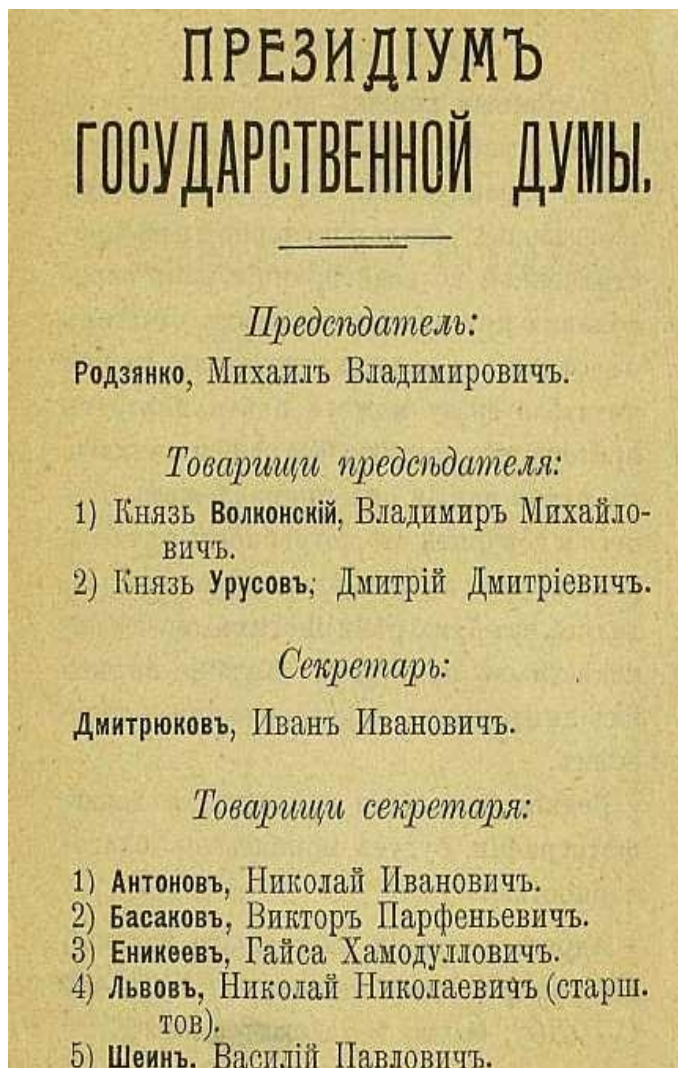 ПРЕЗИДІУМЪ
ГОСУДАРСТВЕННОЙ ДУМЫ.
Предсѣдатель:
Родзянко, Михаилъ Владимировичъ.
Товарищи предсѣдателя:
1) Князь Волконскій, Владимиръ Михайло-
вичъ.
2) Князь Урусовъ, Дмитрій Дмитріевичъ.
Секретарь:
Дмитрюковъ, Иванъ Ивановичъ.
Товарищи секретаря:
1) Антоновъ, Николай Ивановичъ.
2) Басаковъ, Викторъ Парфеньевичъ.
3) Еникеевъ, Гайса Хамодулловичъ.
4) Львовъ, Николай Николаевичъ (старш.
тов).
5) Шеинъ, Василій Павловичъ.